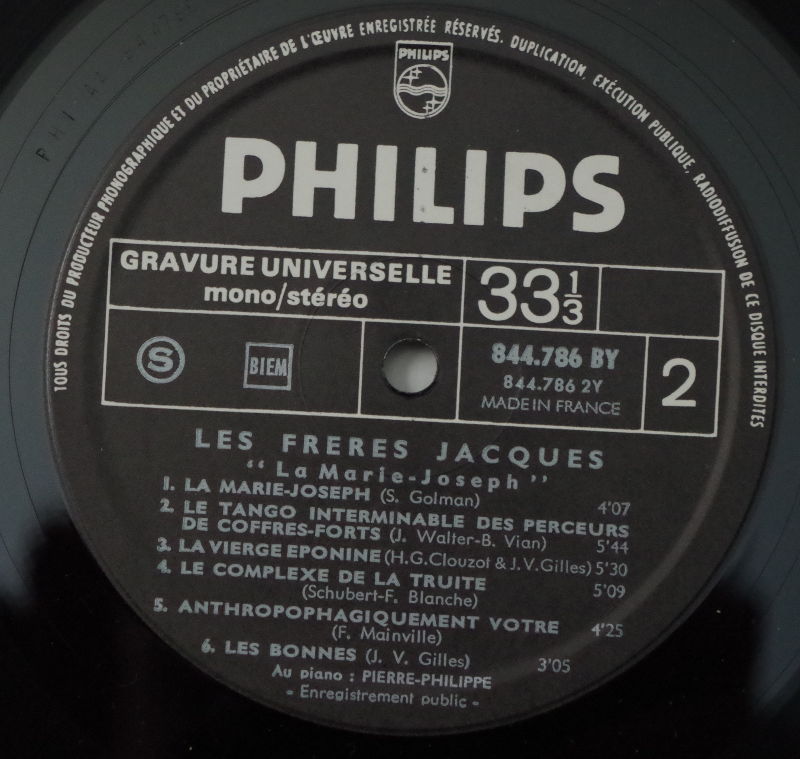 TOUS DROITS DU PRODUCTEUR PHONOGRAPHIQUE ET DU PROPRIÉTAIRE DE L'ŒUVRE ENREGISTRÉE RÉSERVÉS. DUPLICATION, EXÉCUTION PUBLIQUE, RADIODIFFUSION DE CE DISQUE INTERDITES
PHILIPS
PHILIPS
GRAVURE UNIVERSELLE
mono/stéréo
33 1/3
S
BIEM
844.786 BY
844.786 2Y
MADE IN FRANCE
2
LES FRERES JACQUES
"La Marie-Joseph"
1. LA MARIE-JOSEPH (S. Golman) 4'07
2. LE TANGO INTERMINABLE DES PERCEURS
DE COFFRES-FORTS (J. Walter-B. Vian) 5'44
3. LA VIERGE EPONINE (H.G. Clouzot & J.V. Gilles) 5'30
4. LE COMPLEXE DE LA TRUITE 5'09
(Schubert-F. Blanche)
5. ANTHROPOPHAGIQUEMENT VOTRE 4'25
(F. Mainville)
6. LES BONNES (J. V. Gilles) 3'05
Au piano : PIERRE-PHILIPPE
- Enregistrement public -